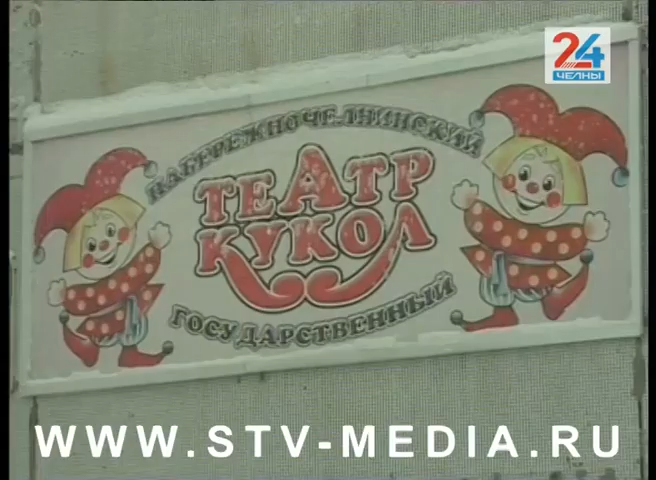 24
ЧЕЛНЫ
НАБЕРЕЖНОЧЕЛНИНСКИЙ
ТЕАТР
КУКОЛ
ГОСУДАРСТВЕННЫЙ
WWW.STV-MEDIA.RU